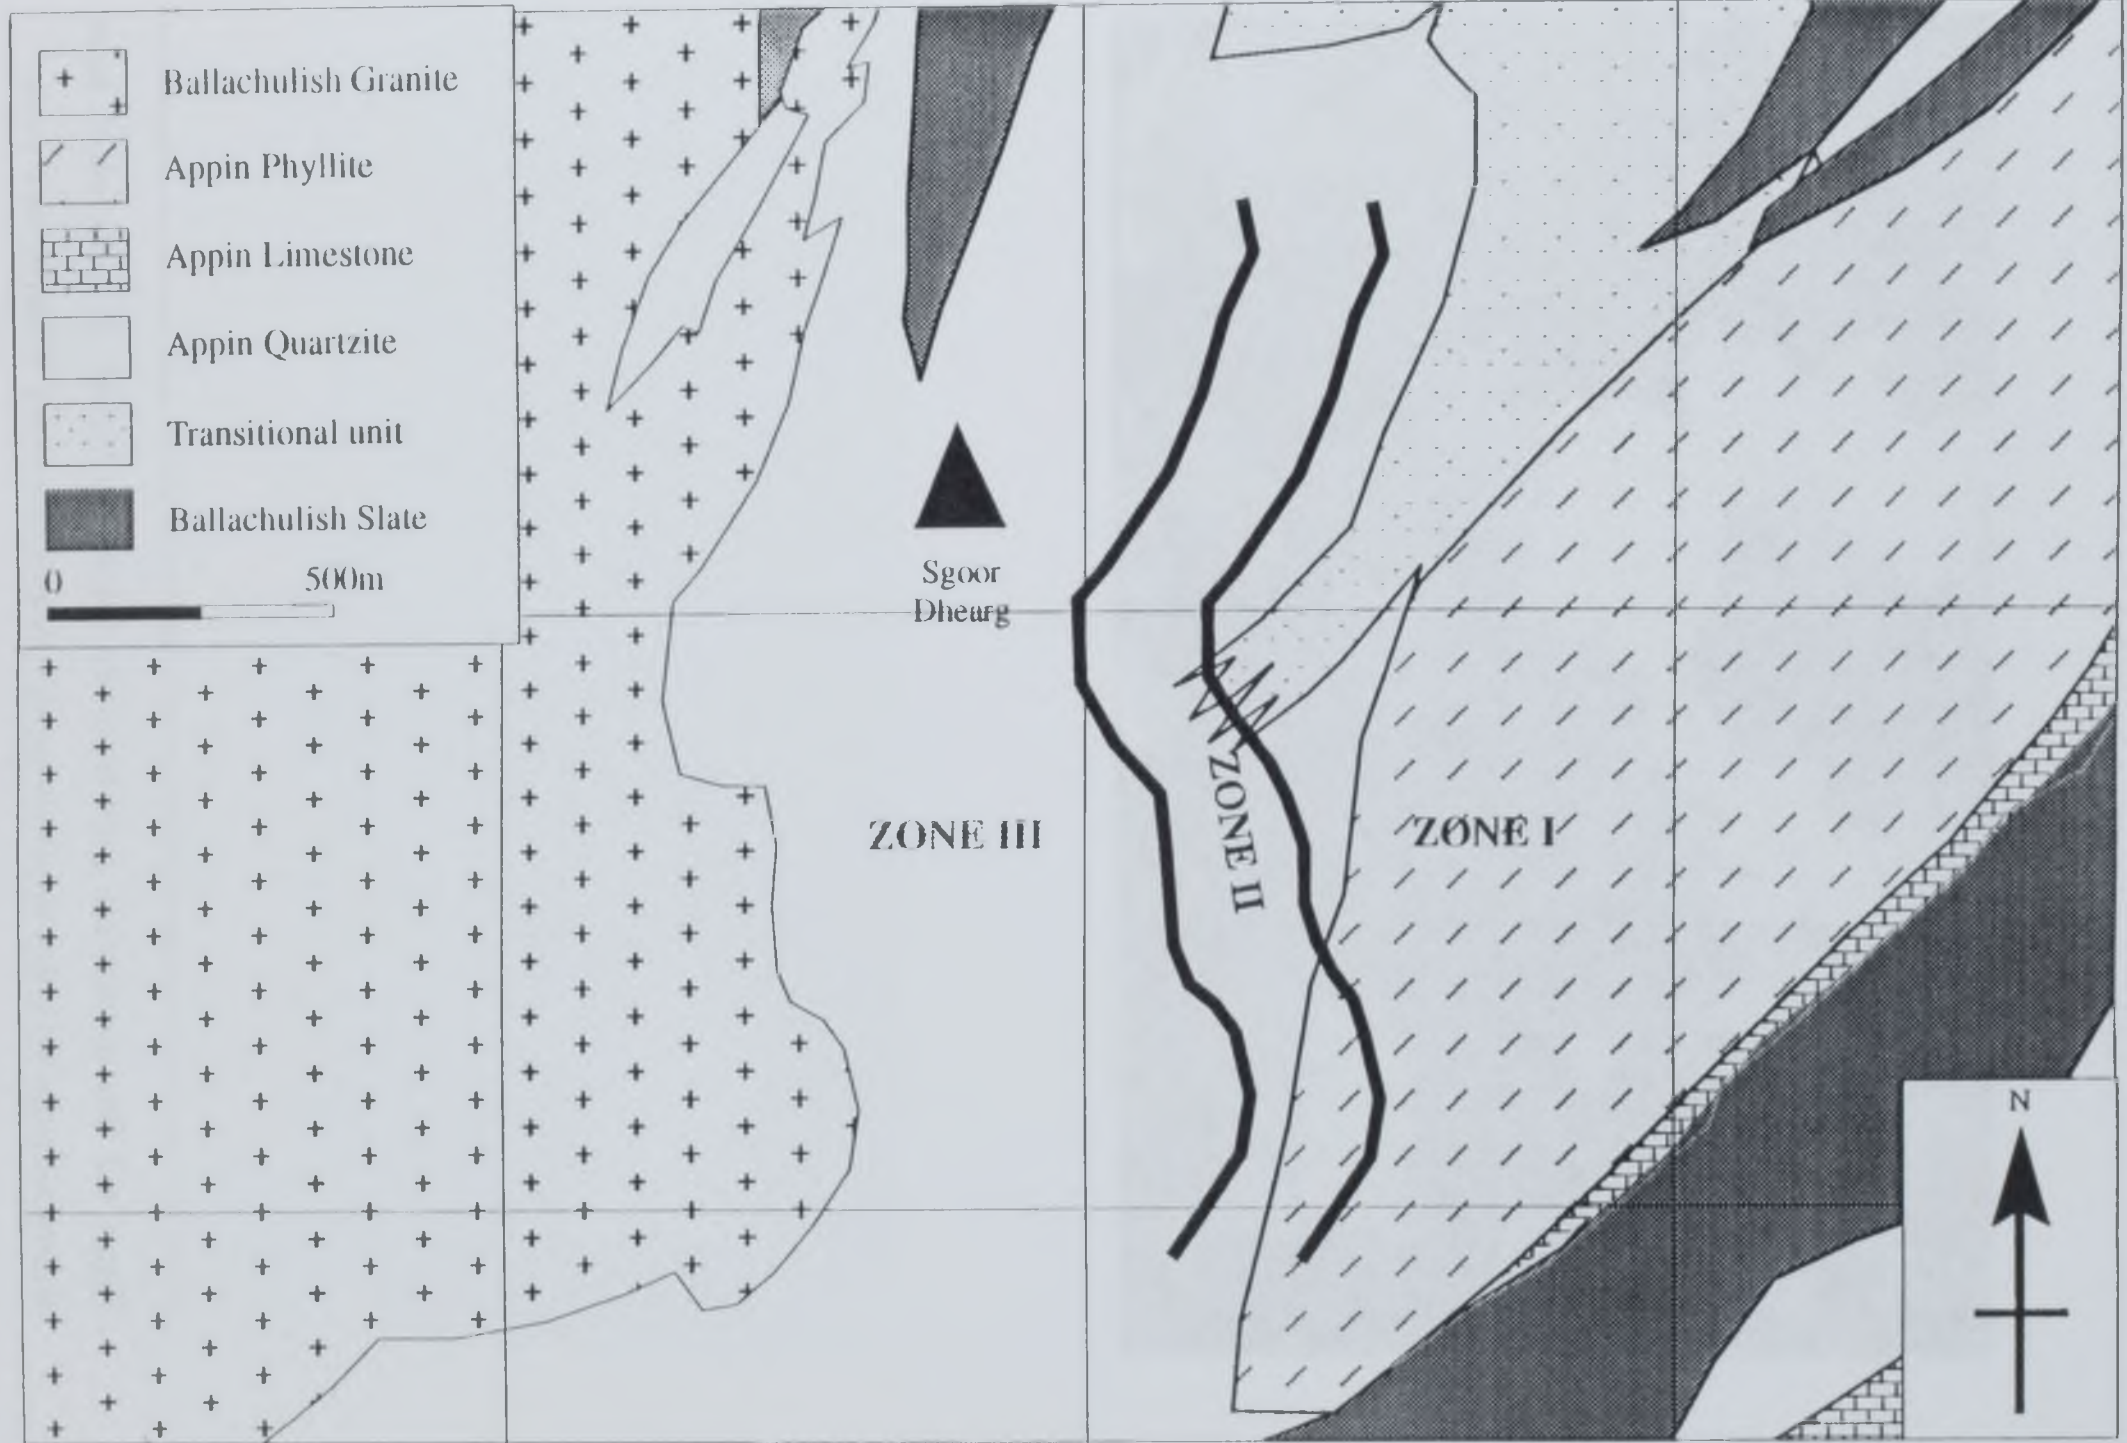 Ballachulish Granite
Appin Phyllite
Appin Limestone
Appin Quartzite
Transitional unit
Ballachulish Slate
0 500m
Sgoor
Dhearg
ZONE III
ZONE II
ZONE I
N